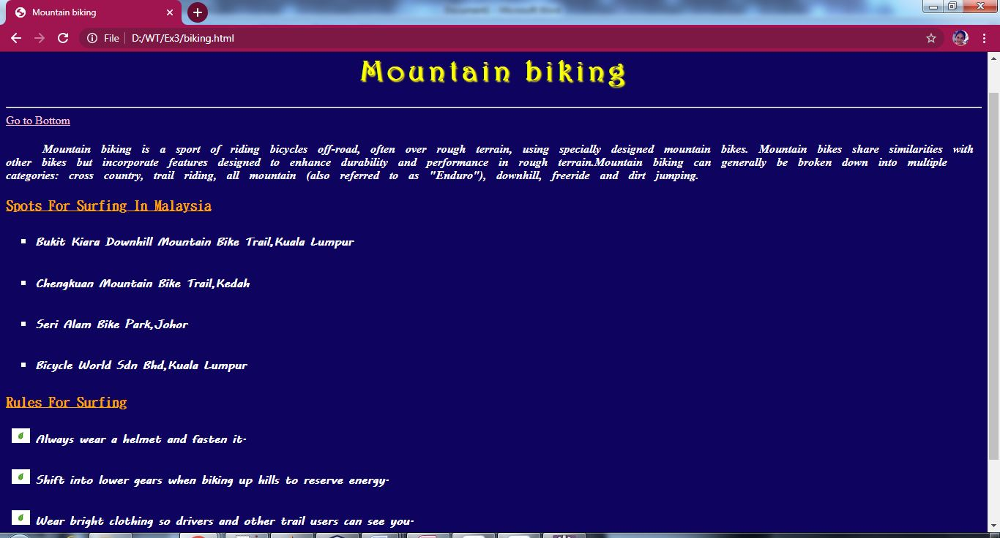 Mountain biking
File D:/WT/Ex3/biking.html
Mountain biking
Go to Bottom
Mountain biking is a sport of riding bicycles off-road, often over rough terrain, using specially designed mountain bikes. Mountain bikes share similarities with
other bikes but incorporate features designed to enhance durability and performance in rough terrain.Mountain biking can generally be broken down into multiple
categories: cross country, trail riding, all mountain (also referred to as "Enduro"), downhill, freeride and dirt jumping.
Spots For Surfing In Malaysia
Bukit Kiara Downhill Mountain Bike Trail,Kuala Lumpur
Chengkuan Mountain Bike Trail,Kedah
Seri Alam Bike Park,Johor
Bicycle World Sdn Bhd,Kuala Lumpur
Rules For Surfing
Always wear a helmet and fasten it.
Shift into lower gears when biking up hills to reserve energy.
Wear bright clothing so drivers and other trail users can see you.